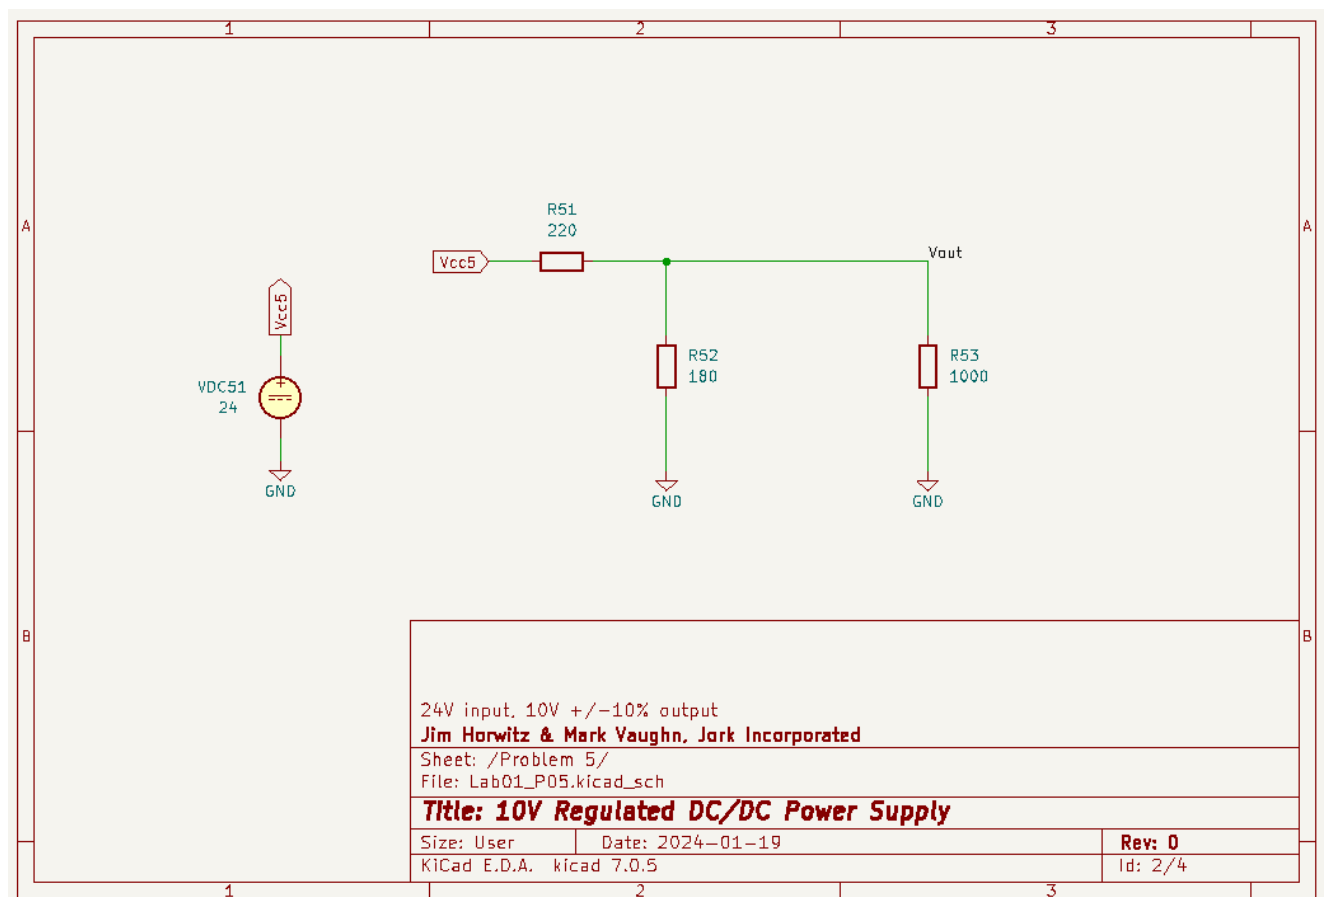 1 2 3
R51
220
A A
Vout
Vcc5
Vcc5
R52 R53
180 1000
VDC51
24
GND
GND GND
B B
24V input, 10V +/-10% output
Jim Horwitz & Mark Vaughn, Jark Incorporated
Sheet: /Problem 5/
File: Lab01_P05.kicad_sch
Title: 10V Regulated DC/DC Power Supply
Size: User Date: 2024-01-19 Rev: 0
KiCad E.D.A. kicad 7.0.5 Id: 2/4
1 2 3